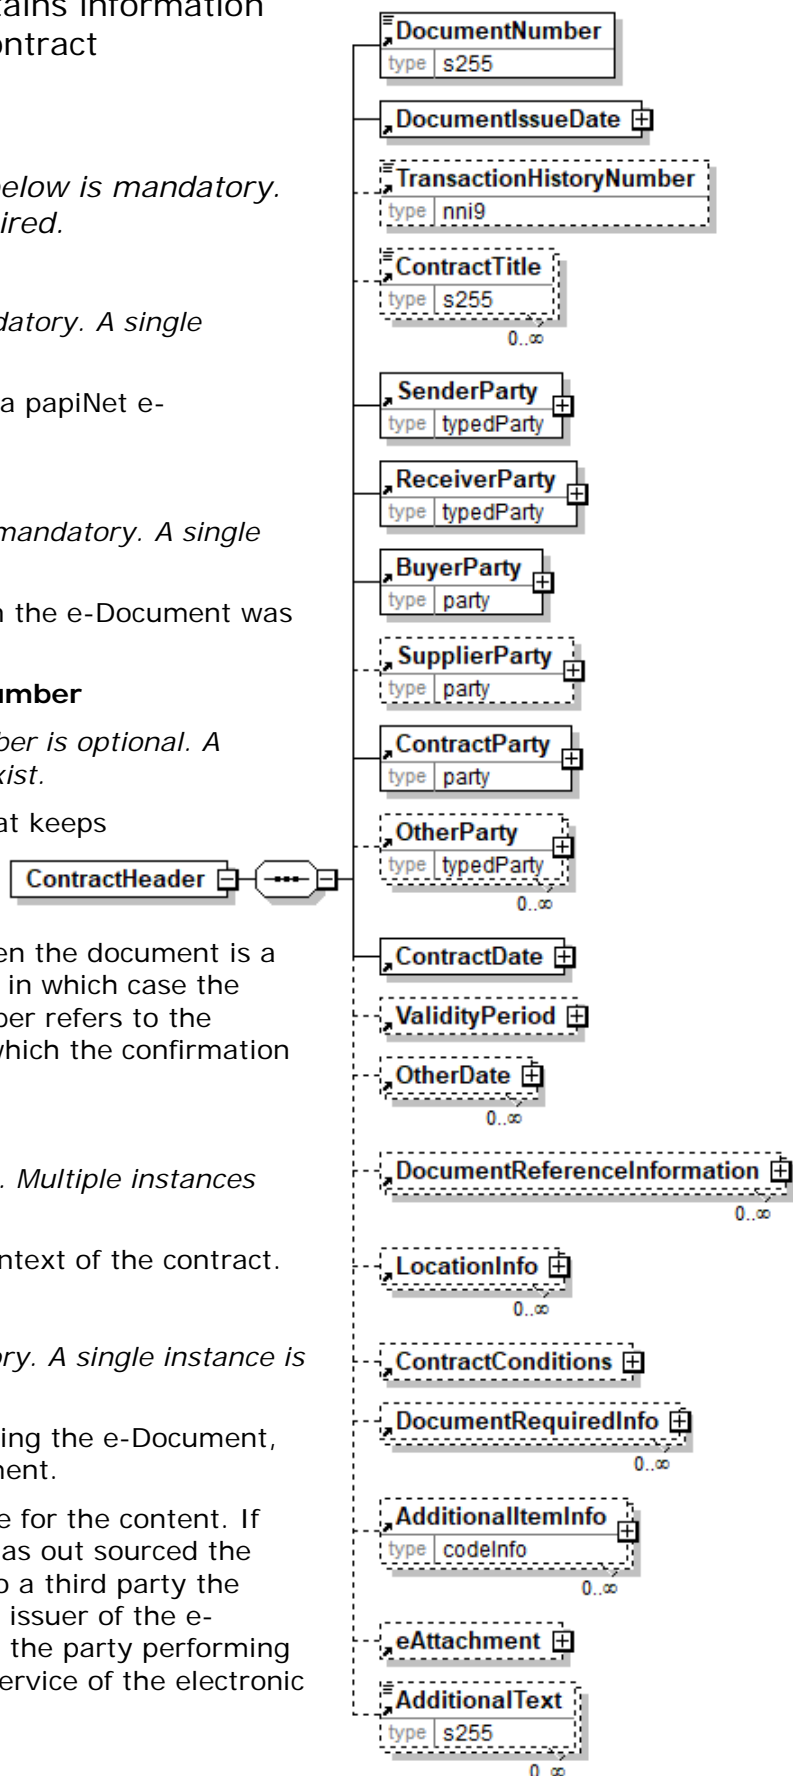 tains information
ontract
elow is mandatory.
ired.
datory. A single
a papiNet e-
mandatory. A single
the e-Document was
umber
ber is optional. A
xist.
at keeps
en the document is a
in which case the
ber refers to the
which the confirmation
. Multiple instances
ntext of the contract.
ory. A single instance is
ing the e-Document,
ment.
e for the content. If
as out sourced the
o a third party the
issuer of the e-
the party performing
ervice of the electronic
ContractHeader
DocumentNumber
type s255
DocumentIssueDate
TransactionHistoryNumber
type nni9
ContractTitle
type s255
0..∞
SenderParty
type typedParty
ReceiverParty
type typedParty
BuyerParty
type party
SupplierParty
type party
ContractParty
type party
OtherParty
type typedParty
0..∞
ContractDate
ValidityPeriod
OtherDate
0..∞
DocumentReferenceInformation
0..∞
LocationInfo
0..∞
ContractConditions
DocumentRequiredInfo
0..∞
AdditionalItemInfo
type codeInfo
0..∞
eAttachment
AdditionalText
type s255
0..∞